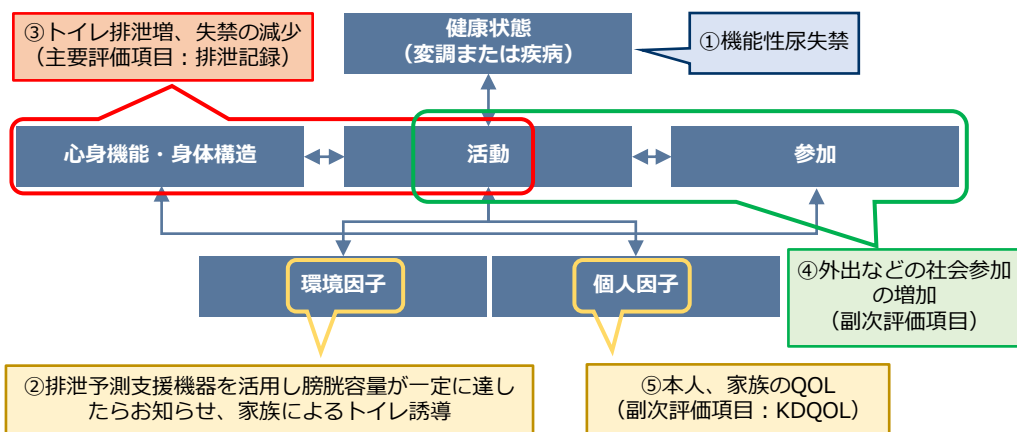 ③トイレ排泄増、失禁の減少
（主要評価項目：排泄記録）
健康状態
（変調または疾病）
①機能性尿失禁
心身機能・身体構造
活動
参加
環境因子
個人因子
④外出などの社会参加
の増加
（副次評価項目）
②排泄予測支援機器を活用し膀胱容量が一定に達し
たらお知らせ、家族によるトイレ誘導
⑤本人、家族のQOL
（副次評価項目：KDQOL）